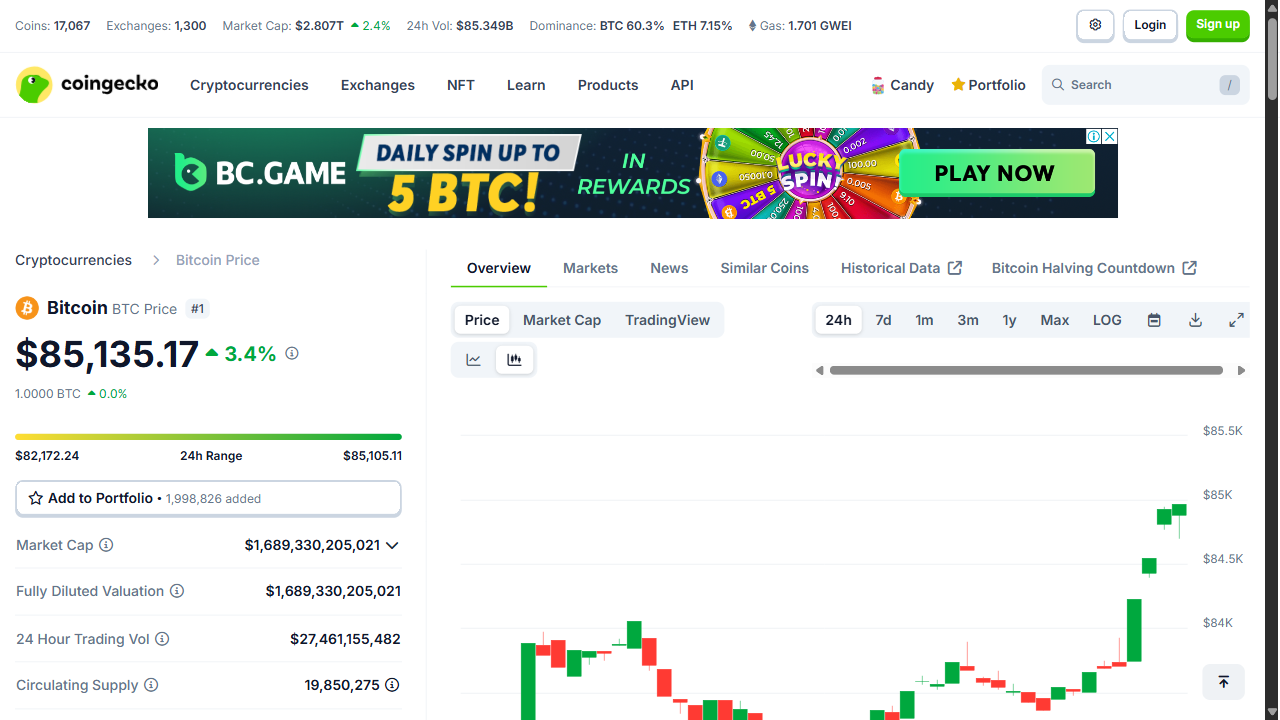 Coins: 17,067 Exchanges: 1,300 Market Cap: $2.807T 2.4% 24h Vol: $85.349B Dominance: BTC 60.3% ETH 7.15% Gas: 1.701 GWEI
Login
Sign up
coingecko
Cryptocurrencies Exchanges NFT Learn Products API
Candy Portfolio
Search /
BC.GAME
DAILY SPIN UP TO
5 BTC!
IN
REWARDS
LUCKY
SPIN!
PLAY NOW
Cryptocurrencies > Bitcoin Price
Bitcoin BTC Price #1
$85,135.17 3.4%
1.0000 BTC 0.0%
$82,172.24 24h Range $85,105.11
Add to Portfolio • 1,998,826 added
Market Cap $1,689,330,205,021
Fully Diluted Valuation $1,689,330,205,021
24 Hour Trading Vol $27,461,155,482
Circulating Supply 19,850,275
Overview Markets News Similar Coins Historical Data Bitcoin Halving Countdown
Price Market Cap TradingView
24h 7d 1m 3m 1y Max LOG
$85.5K
$85K
$84.5K
$84K